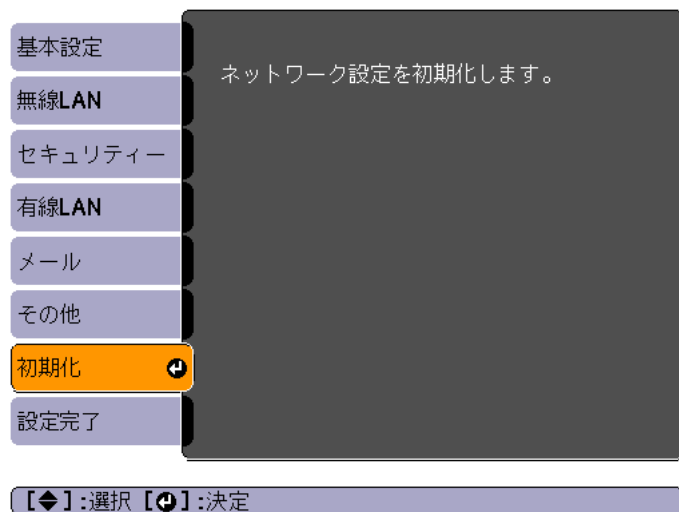 基本設定
無線LAN
セキュリティー
有線LAN
メール
その他
初期化
設定完了
ネットワーク設定を初期化します。
[◆]:選択 [⏎]:決定